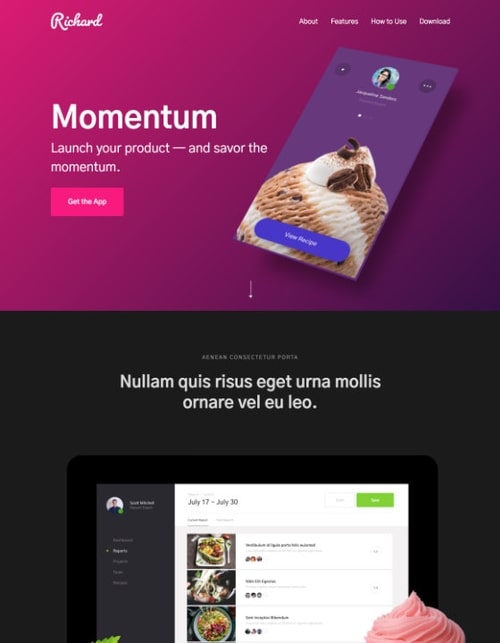 Richard
About Features How to Use Download
Jacqueline Sanders
Momentum
Launch your product — and savor the
momentum.
Get the App
View Recipe
AENEAN CONSECTETUR PORTA
Nullam quis risus eget urna mollis
ornare vel eu leo.
July 17 – July 30
Scott Mitchell
Dashboard
Reports
Projects
Recipes
Vestibulum id ligula porta felis euismod
Nibh Elit Egestas
Sem Inceptos Bibendum